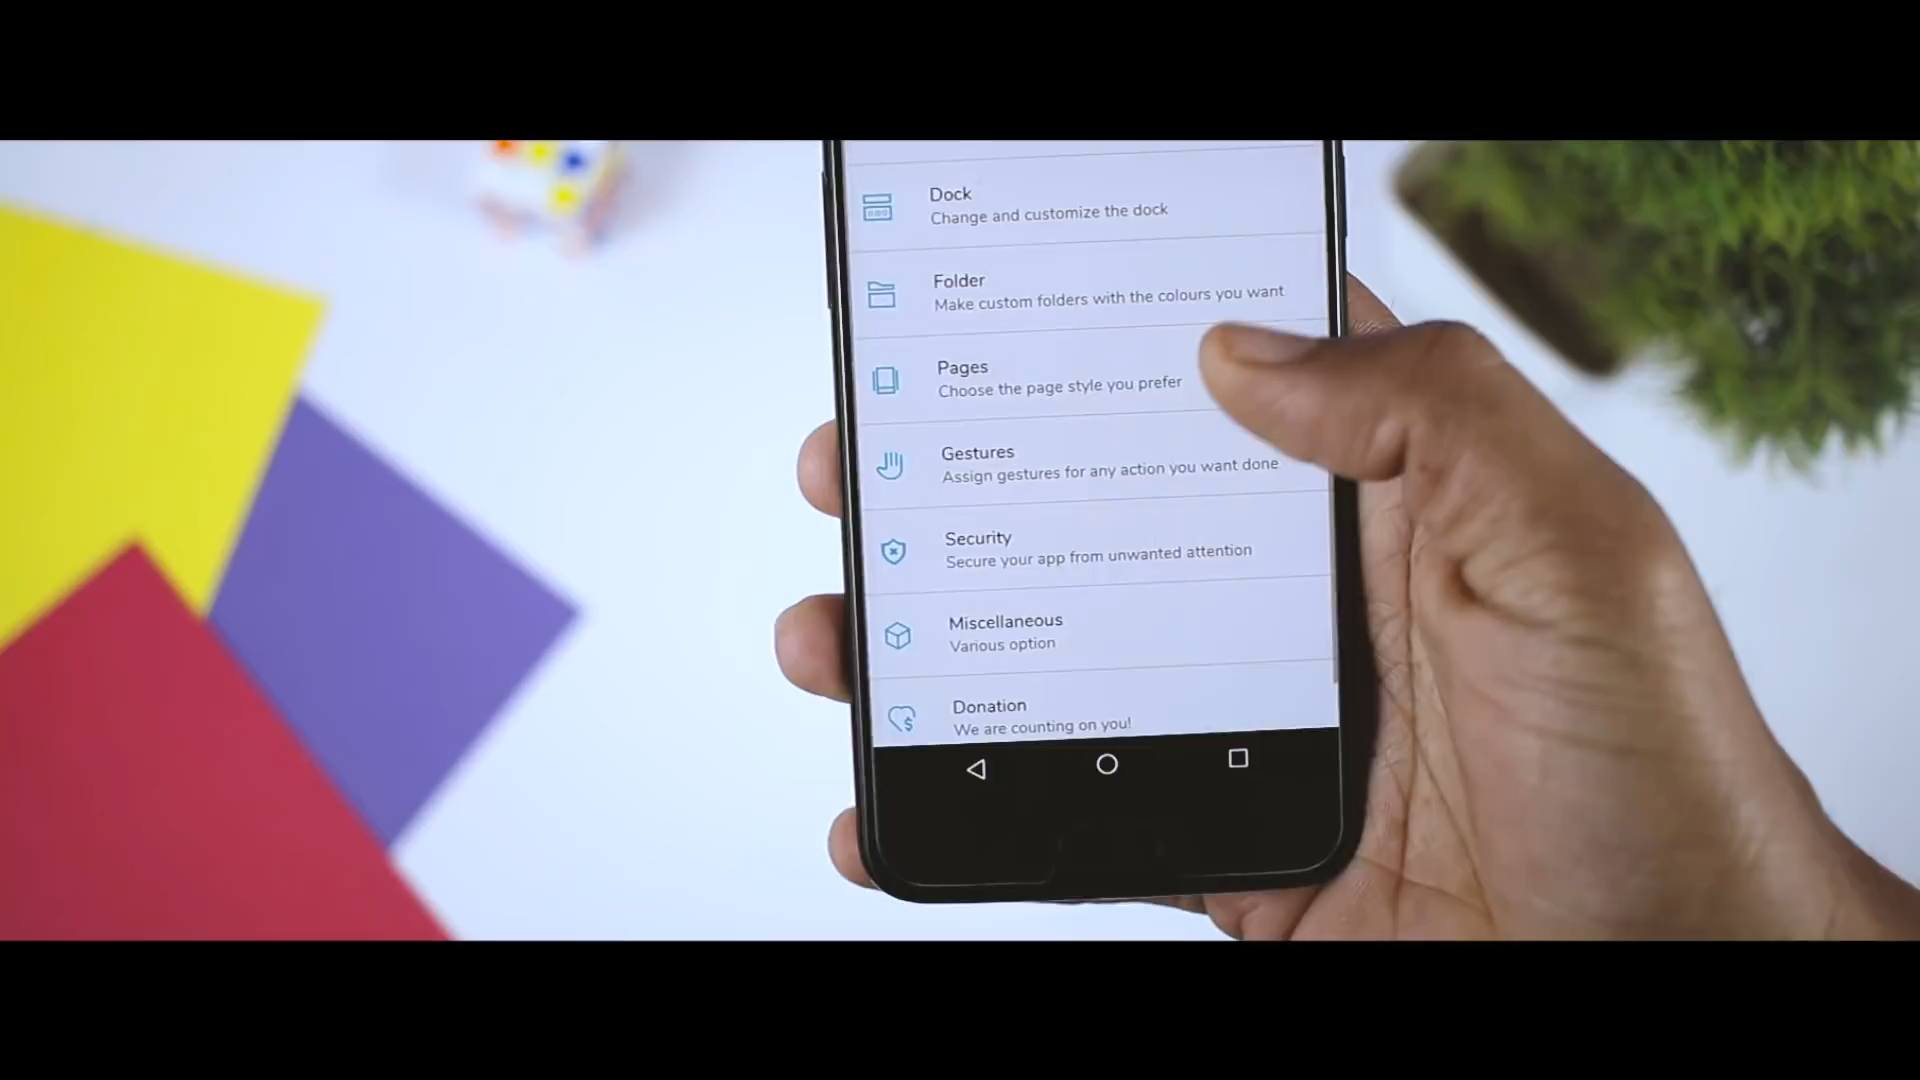 Dock
Change and customize the dock
Folder
Make custom folders with the colours you want
Pages
Choose the page style you prefer
Gestures
Assign gestures for any action you want done
Security
Secure your app from unwanted attention
Miscellaneous
Various option
Donation
We are counting on you!